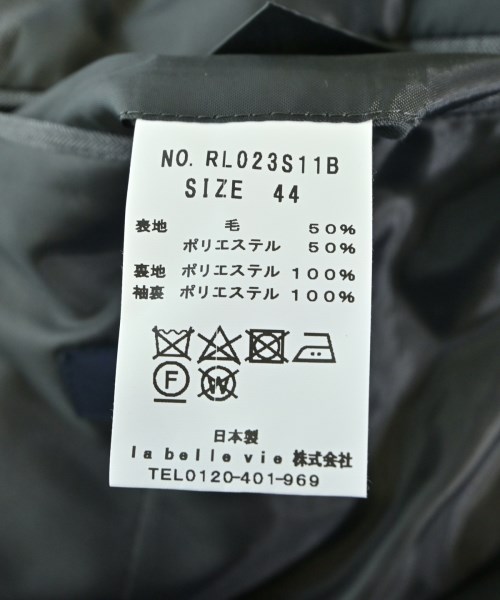 NO. RL023S11B
SIZE 44
表地 毛 50%
ポリエステル 50%
裏地 ポリエステル 100%
袖裏 ポリエステル 100%
F W
日本製
la belle vie 株式会社
TEL0120-401-969